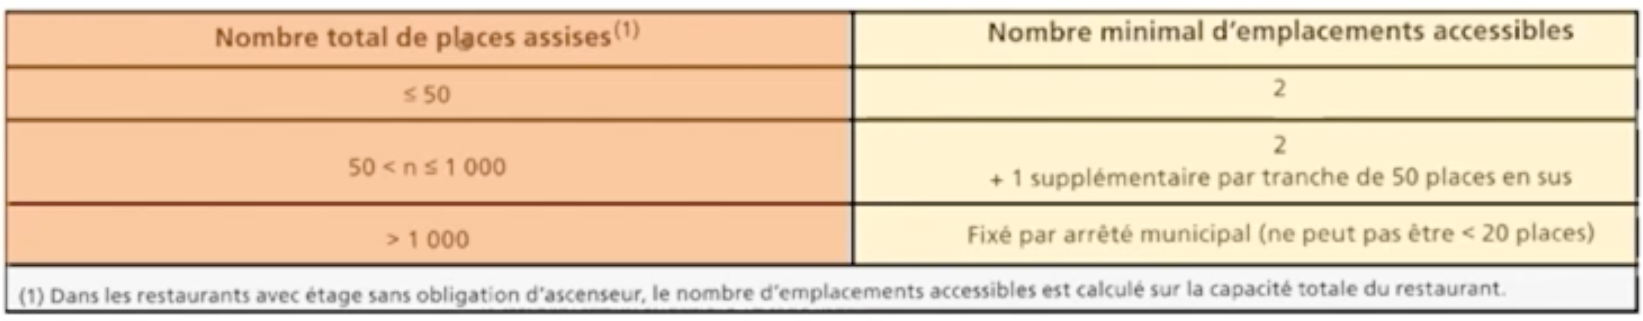 Nombre total de places assises(1)
Nombre minimal d'emplacements accessibles
≤ 50
2
50 < n ≤ 1 000
2
+ 1 supplémentaire par tranche de 50 places en sus
> 1 000
Fixé par arrêté municipal (ne peut pas être < 20 places)
(1) Dans les restaurants avec étage sans obligation d'ascenseur, le nombre d'emplacements accessibles est calculé sur la capacité totale du restaurant.